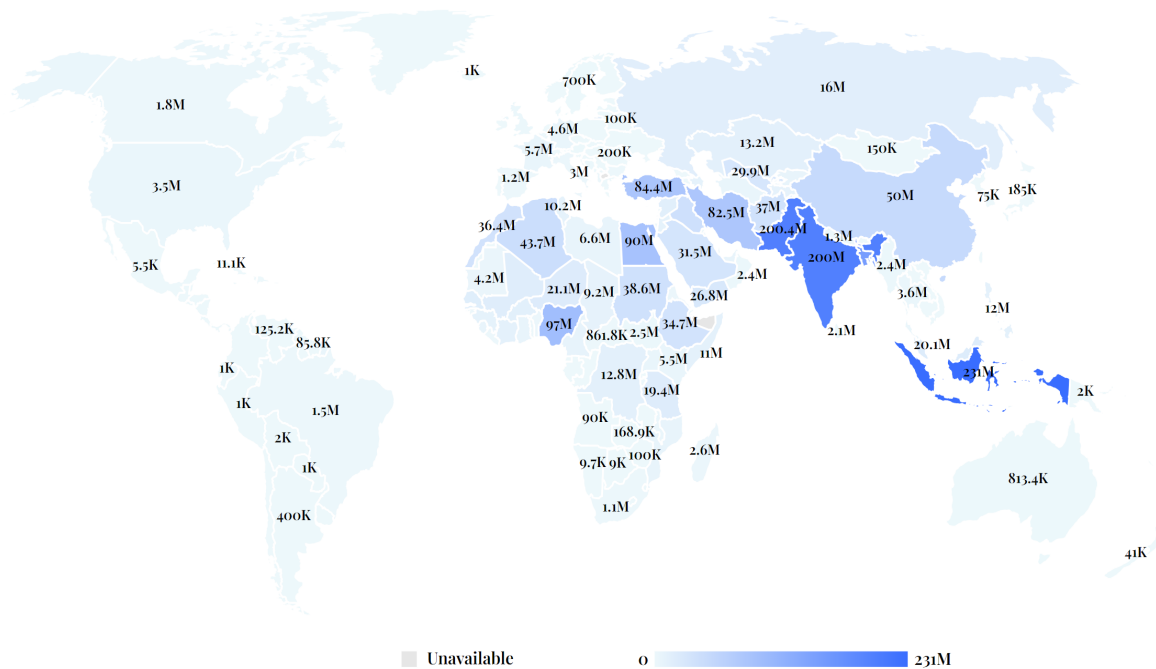 1K
700K
16M
1.8M
100K
4.6M
13.2M
150K
5.7M
200K
29.9M
3M
1.2M
3.5M
84.4M
50M
75K
185K
10.2M
37M
82.5M
36.4M
200.4M
1.3M
6.6M
90M
43.7M
31.5M
200M
5.5K
11.1K
2.4M
2.4M
4.2M
21.1M
9.2M
38.6M
26.8M
3.6M
12M
125.2K
97M
34.7M
861.8K
2.5M
2.1M
85.8K
11M
20.1M
5.5M
1K
12.8M
231M
19.4M
2K
1K
1.5M
90K
168.9K
2K
100K
2.6M
1K
9.7K
9K
813.4K
1.1M
400K
41K
Unavailable
0
231M